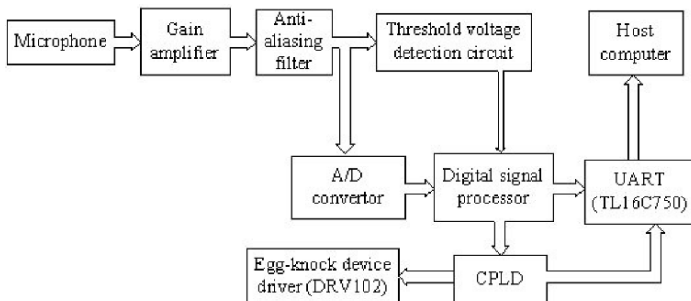 Microphone
Gain
amplifier
Anti-
aliasing
filter
Threshold voltage
detection circuit
Host
computer
A/D
convertor
Digital signal
processor
UART
(TL16C750)
Egg-knock device
driver (DRV102)
CPLD